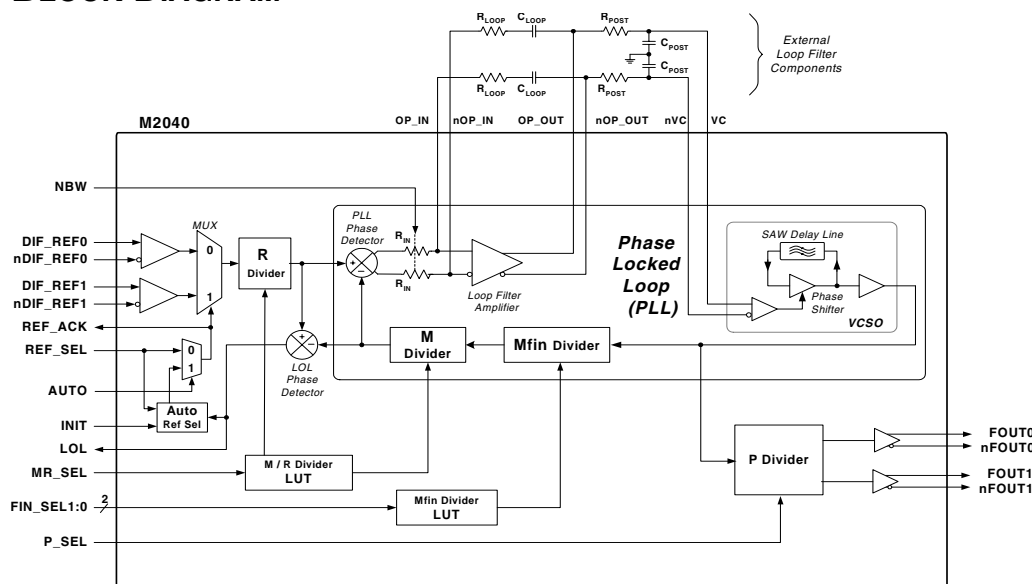 BLOCK DIAGRAM
RLOOP CLOOP RPOST
CPOST
CPOST
RLOOP CLOOP RPOST
External
Loop Filter
Components
OP_IN nOP_IN OP_OUT nOP_OUT nVC VC
M2040
NBW
MUX
PLL
Phase
Detector
RIN
RIN
Loop Filter
Amplifier
Phase
Locked
Loop
(PLL)
SAW Delay Line
Phase
Shifter
VCSO
DIF_REF0
nDIF_REF0
DIF_REF1
nDIF_REF1
0
1
R
Divider
+
–
REF_ACK
REF_SEL
0
1
AUTO
Auto
Ref Sel
INIT
LOL
+
–
LOL
Phase
Detector
M
Divider
Mfin Divider
MR_SEL
M / R Divider
LUT
FIN_SEL1:0
2
Mfin Divider
LUT
P_SEL
P Divider
FOUT0
nFOUT0
FOUT1
nFOUT1